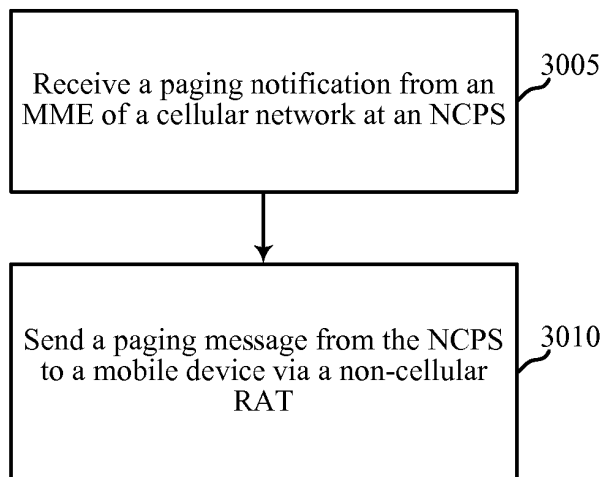 Receive a paging notification from an
MME of a cellular network at an NCPS
3005
Send a paging message from the NCPS
to a mobile device via a non-cellular
RAT
3010